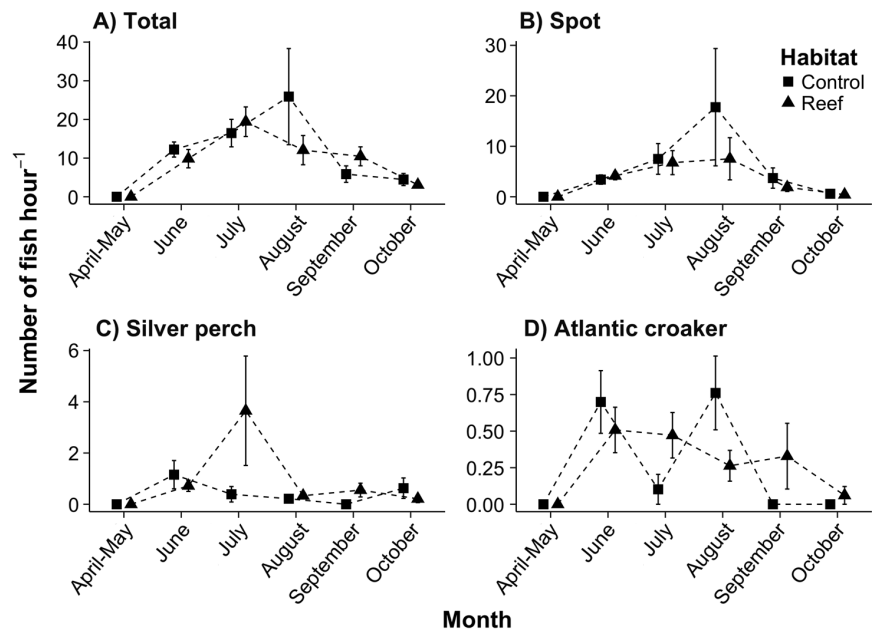 A) Total
40
30
20
10
0
April-May
June
July
August
September
October
B) Spot
30
20
10
0
April-May
June
July
August
September
October
Habitat
Control
Reef
C) Silver perch
6
4
2
0
April-May
June
July
August
September
October
D) Atlantic croaker
1.00
0.75
0.50
0.25
0.00
April-May
June
July
August
September
October
Number of fish hour⁻¹
Month